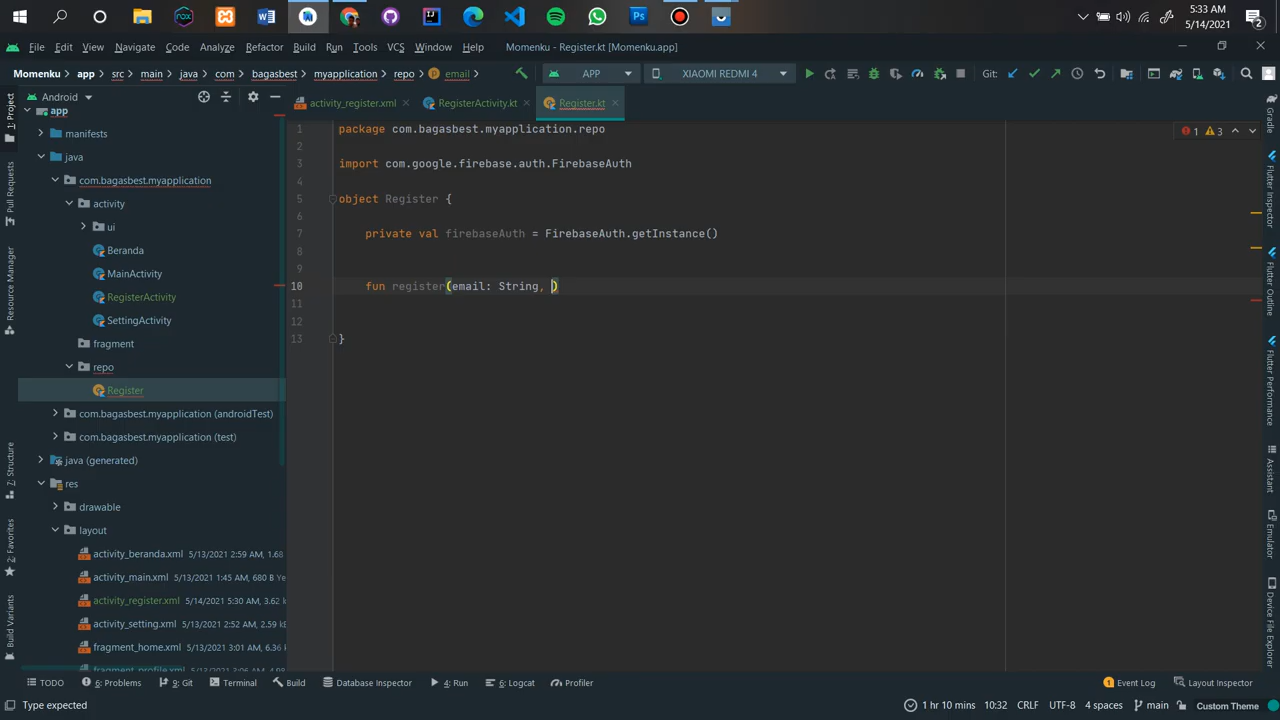 5:33 AM
5/14/2021
2
File Edit View Navigate Code Analyze Refactor Build Run Tools VCS Window Help Momenku - Register.kt [Momenku.app]
Momenku app src main java com bagasbest myapplication repo email APP XIAOMI REDMI 4 Git:
Android activity_register.xml RegisterActivity.kt Register.kt
app
manifests
java
com.bagasbest.myapplication
activity
ui
Beranda
MainActivity
RegisterActivity
SettingActivity
fragment
repo
Register
com.bagasbest.myapplication (androidTest)
com.bagasbest.myapplication (test)
java (generated)
res
drawable
layout
activity_beranda.xml 5/13/2021 2:59 AM, 1.68
activity_main.xml 5/13/2021 1:45 AM, 680 B Ye
activity_register.xml 5/14/2021 5:30 AM, 3.62 k
activity_setting.xml 5/13/2021 2:52 AM, 2.59 k
fragment_home.xml 5/13/2021 3:01 AM, 6.36
1 package com.bagasbest.myapplication.repo
2
3 import com.google.firebase.auth.FirebaseAuth
4
5 object Register {
6
7 private val firebaseAuth = FirebaseAuth.getInstance()
8
9
10 fun register(email: String, )
11
12
13 }
1 3
1: Project
Pull Requests
Resource Manager
Z: Structure
2: Favorites
Build Variants
Gradle
Flutter Inspector
Flutter Outline
Flutter Performance
Assistant
Emulator
Device File Explorer
TODO 6: Problems 9: Git Terminal Build Database Inspector 4: Run 6: Logcat Profiler 1 Event Log Layout Inspector
Type expected 1 hr 10 mins 10:32 CRLF UTF-8 4 spaces main Custom Theme